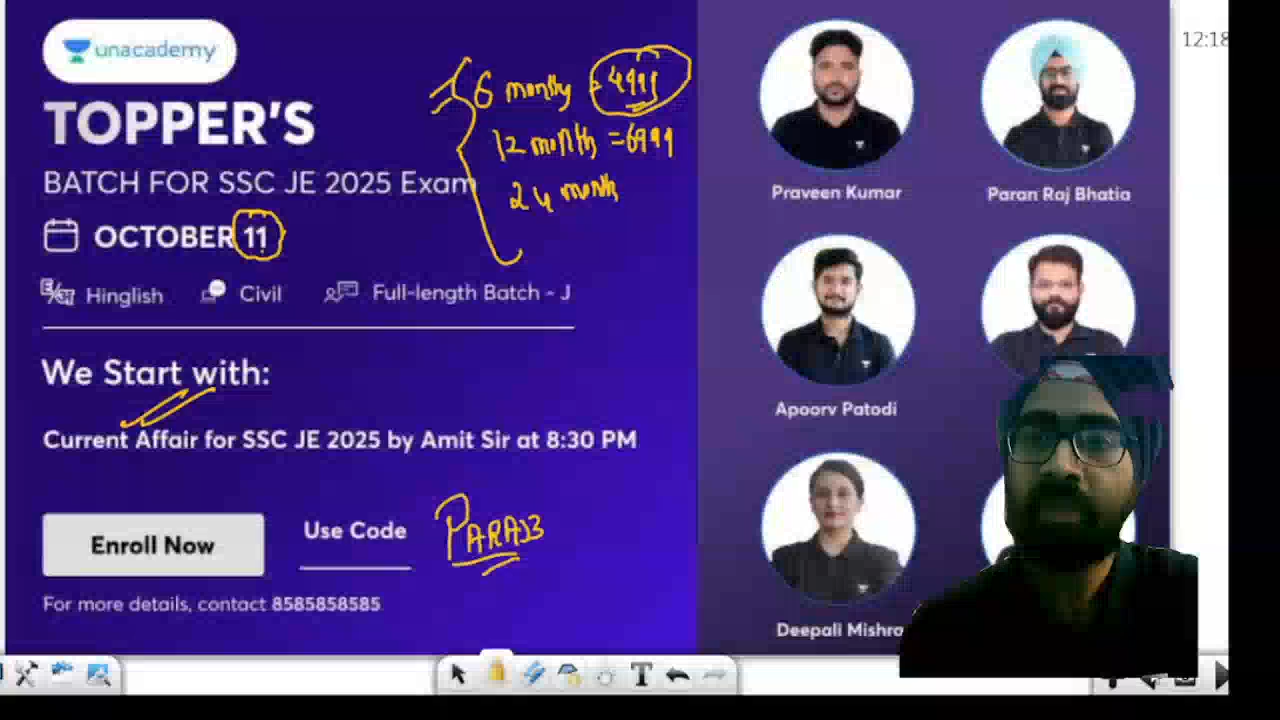 unacademy
12:18
TOPPER'S
BATCH FOR SSC JE 2025 Exam
OCTOBER 11
Hinglish
Civil
Full-length Batch - J
We Start with:
Current Affair for SSC JE 2025 by Amit Sir at 8:30 PM
Enroll Now
Use Code
For more details, contact 8585858585
6 months = 4999
12 month = 6999
24 month
Praveen Kumar
Paran Raj Bhatia
Apoorv Patodi
Deepali Mishra
T